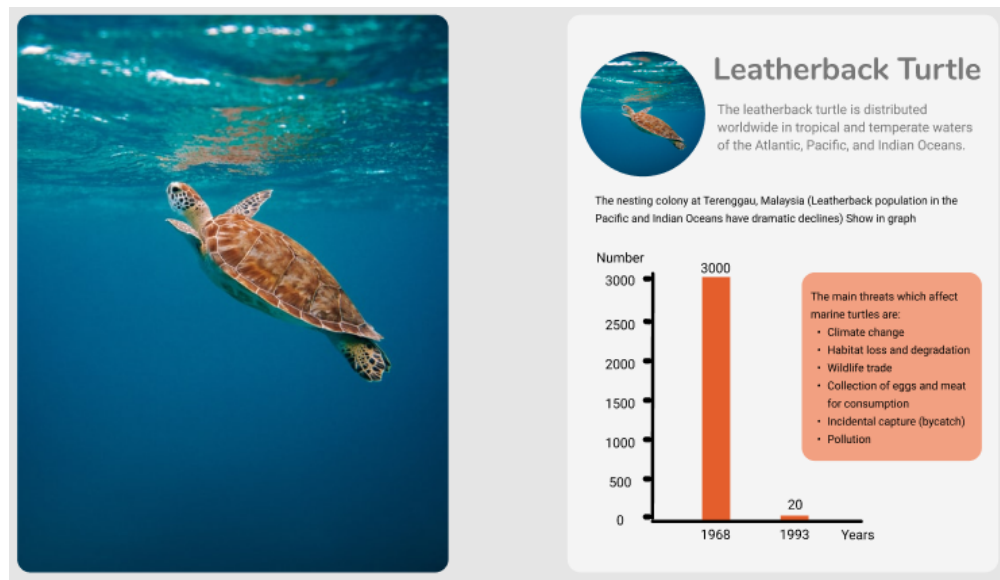 Leatherback Turtle
The leatherback turtle is distributed
worldwide in tropical and temperate waters
of the Atlantic, Pacific, and Indian Oceans.
The nesting colony at Terenggau, Malaysia (Leatherback population in the
Pacific and Indian Oceans have dramatic declines) Show in graph
Number
3000
3000
2500
2000
1500
1000
500
0
20
1968
1993
Years
The main threats which affect
marine turtles are:
• Climate change
• Habitat loss and degradation
• Wildlife trade
• Collection of eggs and meat
for consumption
• Incidental capture (bycatch)
• Pollution